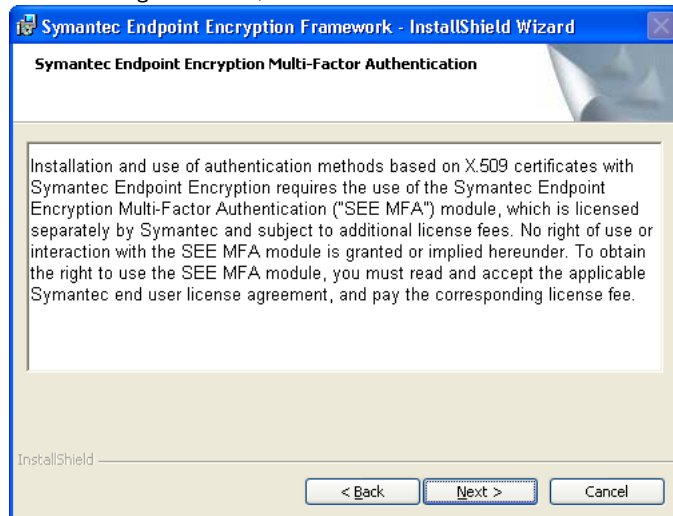 Symantec Endpoint Encryption Framework - InstallShield Wizard
Symantec Endpoint Encryption Multi-Factor Authentication
Installation and use of authentication methods based on X.509 certificates with
Symantec Endpoint Encryption requires the use of the Symantec Endpoint
Encryption Multi-Factor Authentication ("SEE MFA") module, which is licensed
separately by Symantec and subject to additional license fees. No right of use or
interaction with the SEE MFA module is granted or implied hereunder. To obtain
the right to use the SEE MFA module, you must read and accept the applicable
Symantec end user license agreement, and pay the corresponding license fee.
InstallShield
< Back Next > Cancel